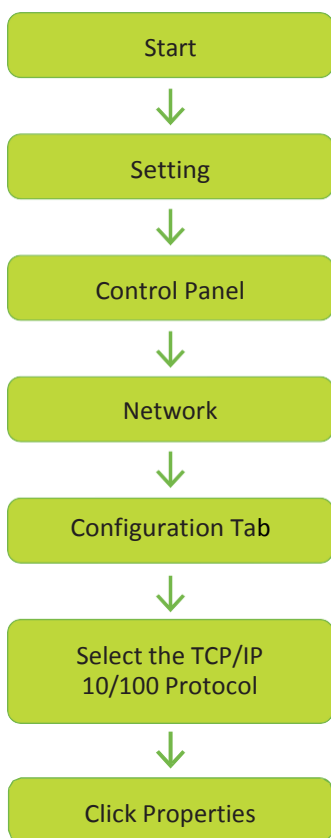 Start
Setting
Control Panel
Network
Configuration Tab
Select the TCP/IP
10/100 Protocol
Click Properties